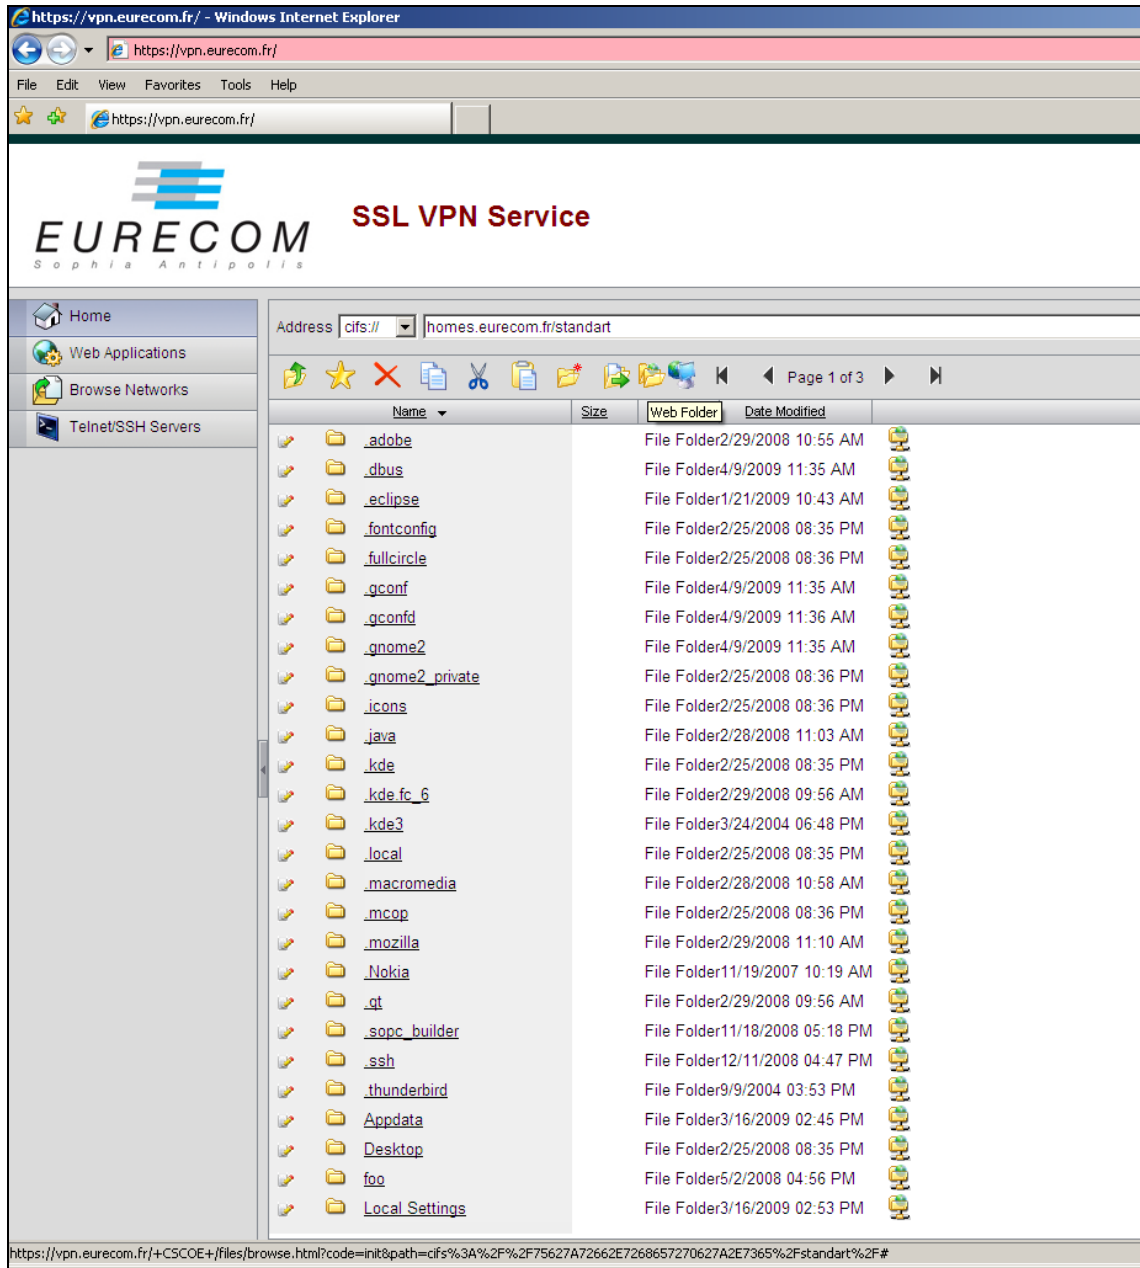 https://vpn.eurecom.fr/ - Windows Internet Explorer
https://vpn.eurecom.fr/
File Edit View Favorites Tools Help
https://vpn.eurecom.fr/
EURECOM
Sophia Antipolis
SSL VPN Service
Home
Web Applications
Browse Networks
Telnet/SSH Servers
Address cifs:// homes.eurecom.fr/standart
Page 1 of 3
Name Size Web Folder Date Modified
.adobe File Folder2/29/2008 10:55 AM
.dbus File Folder4/9/2009 11:35 AM
.eclipse File Folder1/21/2009 10:43 AM
.fontconfig File Folder2/25/2008 08:35 PM
.fullcircle File Folder2/25/2008 08:36 PM
.gconf File Folder4/9/2009 11:35 AM
.gconfd File Folder4/9/2009 11:36 AM
.gnome2 File Folder4/9/2009 11:35 AM
.gnome2_private File Folder2/25/2008 08:36 PM
.icons File Folder2/25/2008 08:36 PM
.java File Folder2/28/2008 11:03 AM
.kde File Folder2/25/2008 08:35 PM
.kde.fc_6 File Folder2/29/2008 09:56 AM
.kde3 File Folder3/24/2004 06:48 PM
.local File Folder2/25/2008 08:35 PM
.macromedia File Folder2/28/2008 10:58 AM
.mcop File Folder2/25/2008 08:36 PM
.mozilla File Folder2/29/2008 11:10 AM
.Nokia File Folder11/19/2007 10:19 AM
.qt File Folder2/29/2008 09:56 AM
.sopc_builder File Folder11/18/2008 05:18 PM
.ssh File Folder12/11/2008 04:47 PM
.thunderbird File Folder9/9/2004 03:53 PM
Appdata File Folder3/16/2009 02:45 PM
Desktop File Folder2/25/2008 08:35 PM
foo File Folder5/2/2008 04:56 PM
Local Settings File Folder3/16/2009 02:53 PM
https://vpn.eurecom.fr/+CSCOE+/files/browse.html?code=init&path=cifs%3A%2F%2F75627A72662E7268657270627A2E7365%2Fstandart%2F#